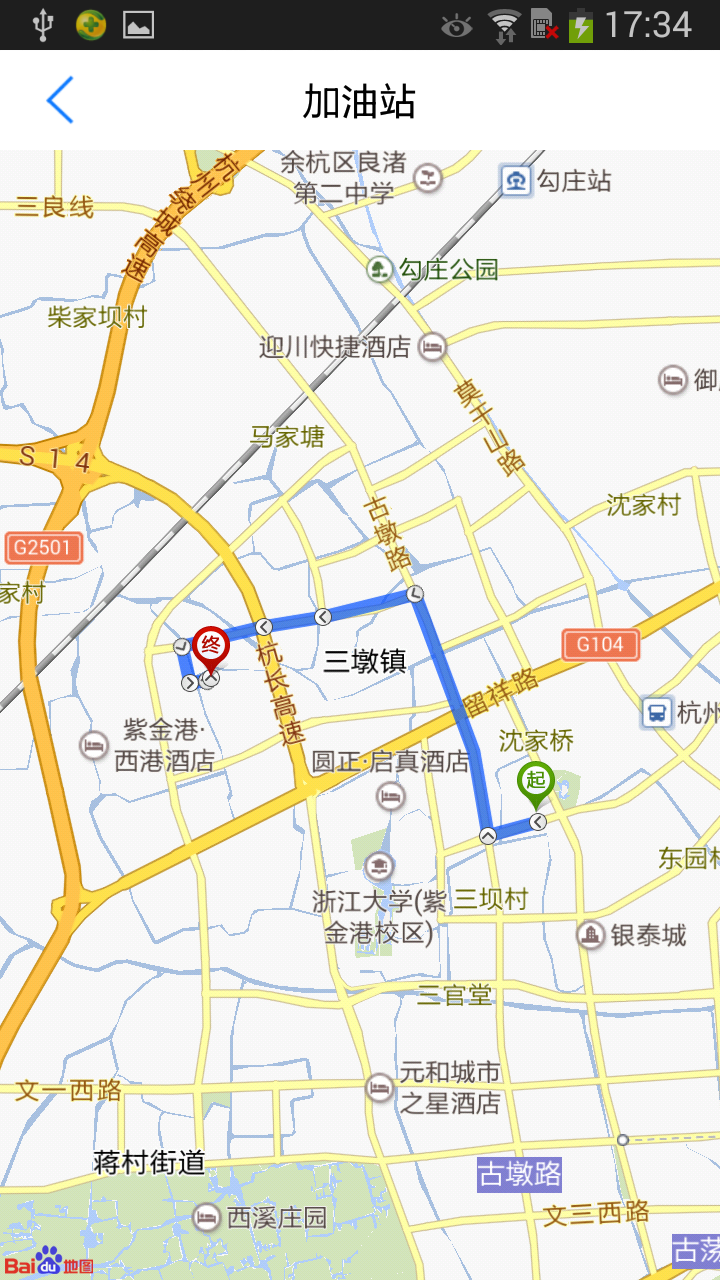 17:34
加油站
余杭区良渚
第二中学
勾庄站
三良线
杭州绕城高速
勾庄公园
柴家坝村
迎川快捷酒店
御
莫干山路
马家塘
S14
古墩路
沈家村
G2501
家村
终
三墩镇
G104
杭长高速
留祥路
紫金港·
西港酒店
杭州
沈家桥
圆正·启真酒店
起
东园村
浙江大学(紫
金港校区)
三坝村
银泰城
三官堂
文一西路
元和城市
之星酒店
蒋村街道
古墩路
西溪庄园
文三西路
古荡
Bai du 地图